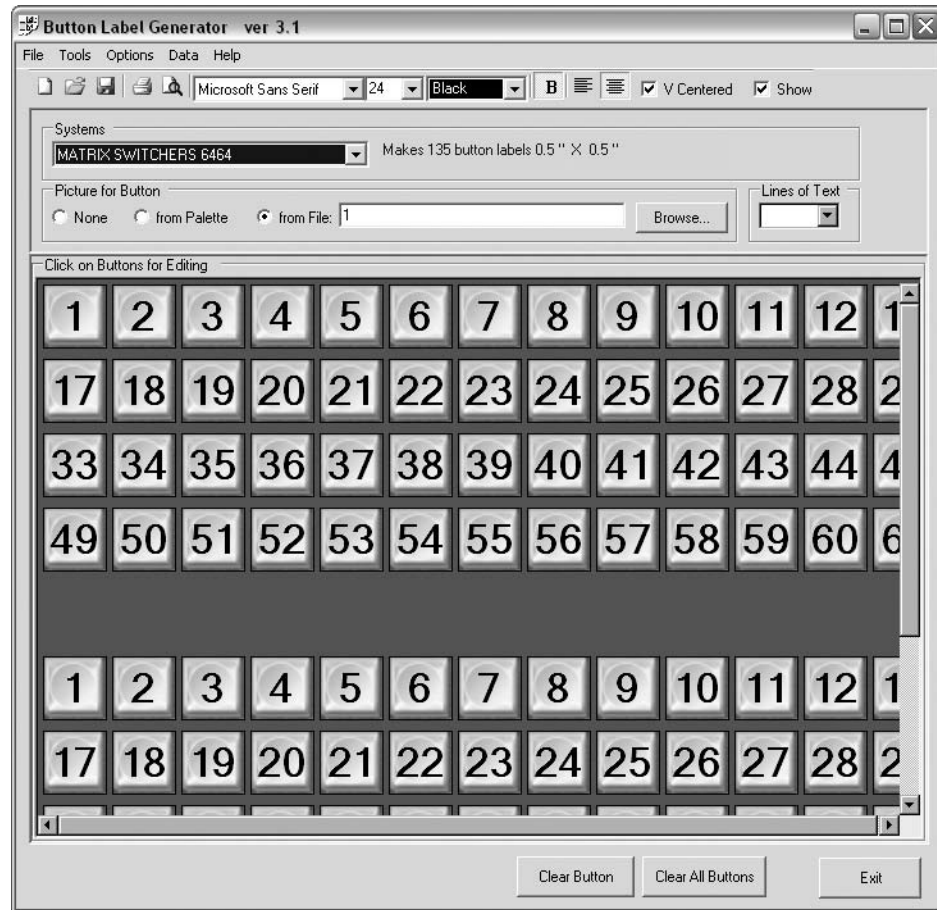 Button Label Generator ver 3.1
File Tools Options Data Help
Microsoft Sans Serif 24 Black B V Centered Show
Systems
MATRIX SWITCHERS 6464 Makes 135 button labels 0.5 " X 0.5 "
Picture for Button Lines of Text
None from Palette from File: 1 Browse...
Click on Buttons for Editing
1 2 3 4 5 6 7 8 9 10 11 12 1
17 18 19 20 21 22 23 24 25 26 27 28 2
33 34 35 36 37 38 39 40 41 42 43 44 4
49 50 51 52 53 54 55 56 57 58 59 60 6
1 2 3 4 5 6 7 8 9 10 11 12 1
17 18 19 20 21 22 23 24 25 26 27 28 2
Clear Button Clear All Buttons Exit